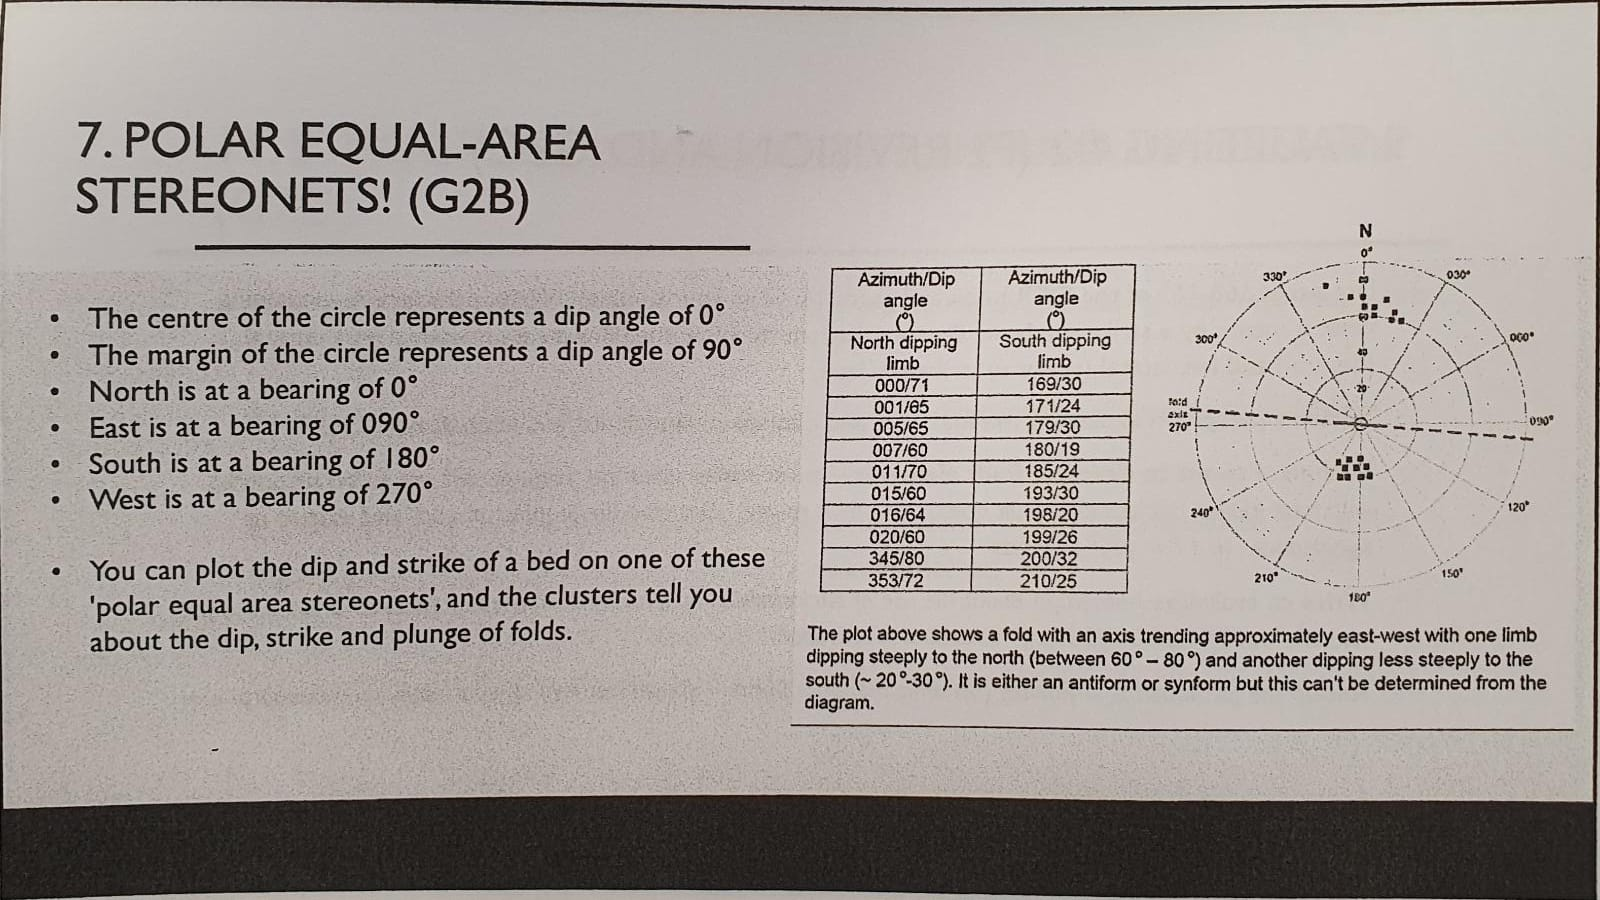 7. POLAR EQUAL-AREA
STEREONETS! (G2B)
• The centre of the circle represents a dip angle of 0°
• The margin of the circle represents a dip angle of 90°
• North is at a bearing of 0°
• East is at a bearing of 090°
• South is at a bearing of 180°
• West is at a bearing of 270°
• You can plot the dip and strike of a bed on one of these
'polar equal area stereonets', and the clusters tell you
about the dip, strike and plunge of folds.
Azimuth/Dip angle (°) Azimuth/Dip angle (°)
North dipping limb South dipping limb
000/71 169/30
001/65 171/24
005/65 179/30
007/60 180/19
011/70 185/24
015/60 193/30
016/64 198/20
020/60 199/26
345/80 200/32
353/72 210/25
N
0°
330° 030°
300° 060°
80
60
40
20
fold
axis
270° 090°
240° 120°
210° 150°
180°
The plot above shows a fold with an axis trending approximately east-west with one limb
dipping steeply to the north (between 60° – 80°) and another dipping less steeply to the
south (~ 20°-30°). It is either an antiform or synform but this can't be determined from the
diagram.